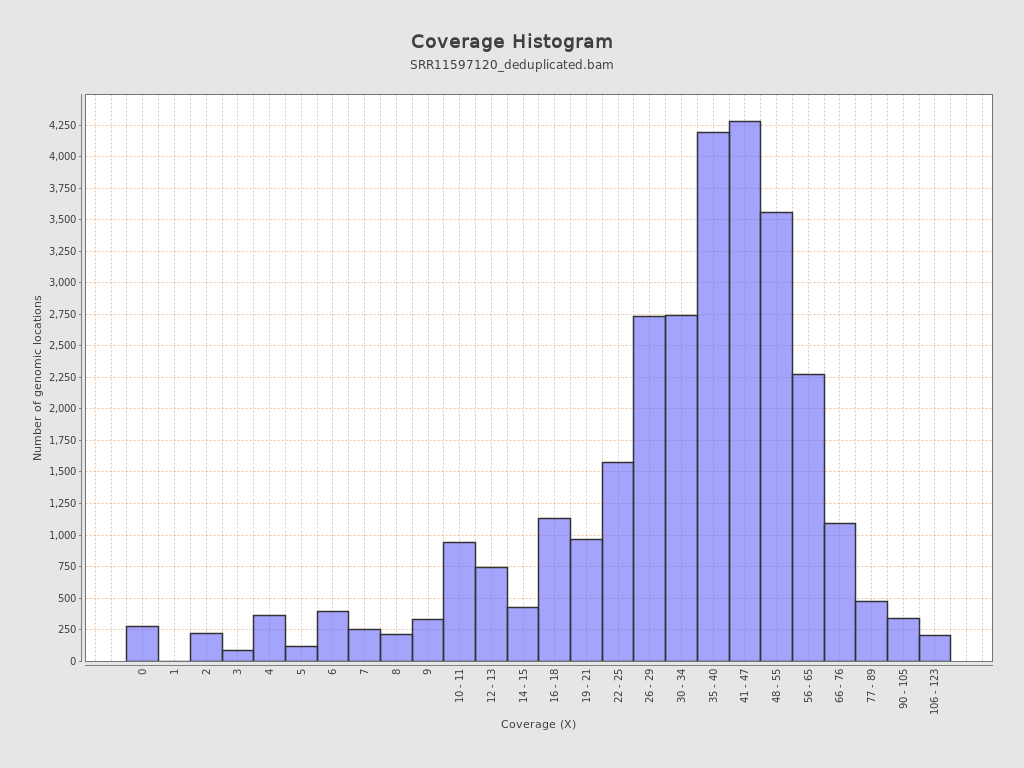 Coverage Histogram
SRR11597120_deduplicated.bam
Number of genomic locations
4,250
4,000
3,750
3,500
3,250
3,000
2,750
2,500
2,250
2,000
1,750
1,500
1,250
1,000
750
500
250
0
0
1
2
3
4
5
6
7
8
9
10 - 11
12 - 13
14 - 15
16 - 18
19 - 21
22 - 25
26 - 29
30 - 34
35 - 40
41 - 47
48 - 55
56 - 65
66 - 76
77 - 89
90 - 105
106 - 123
Coverage (X)